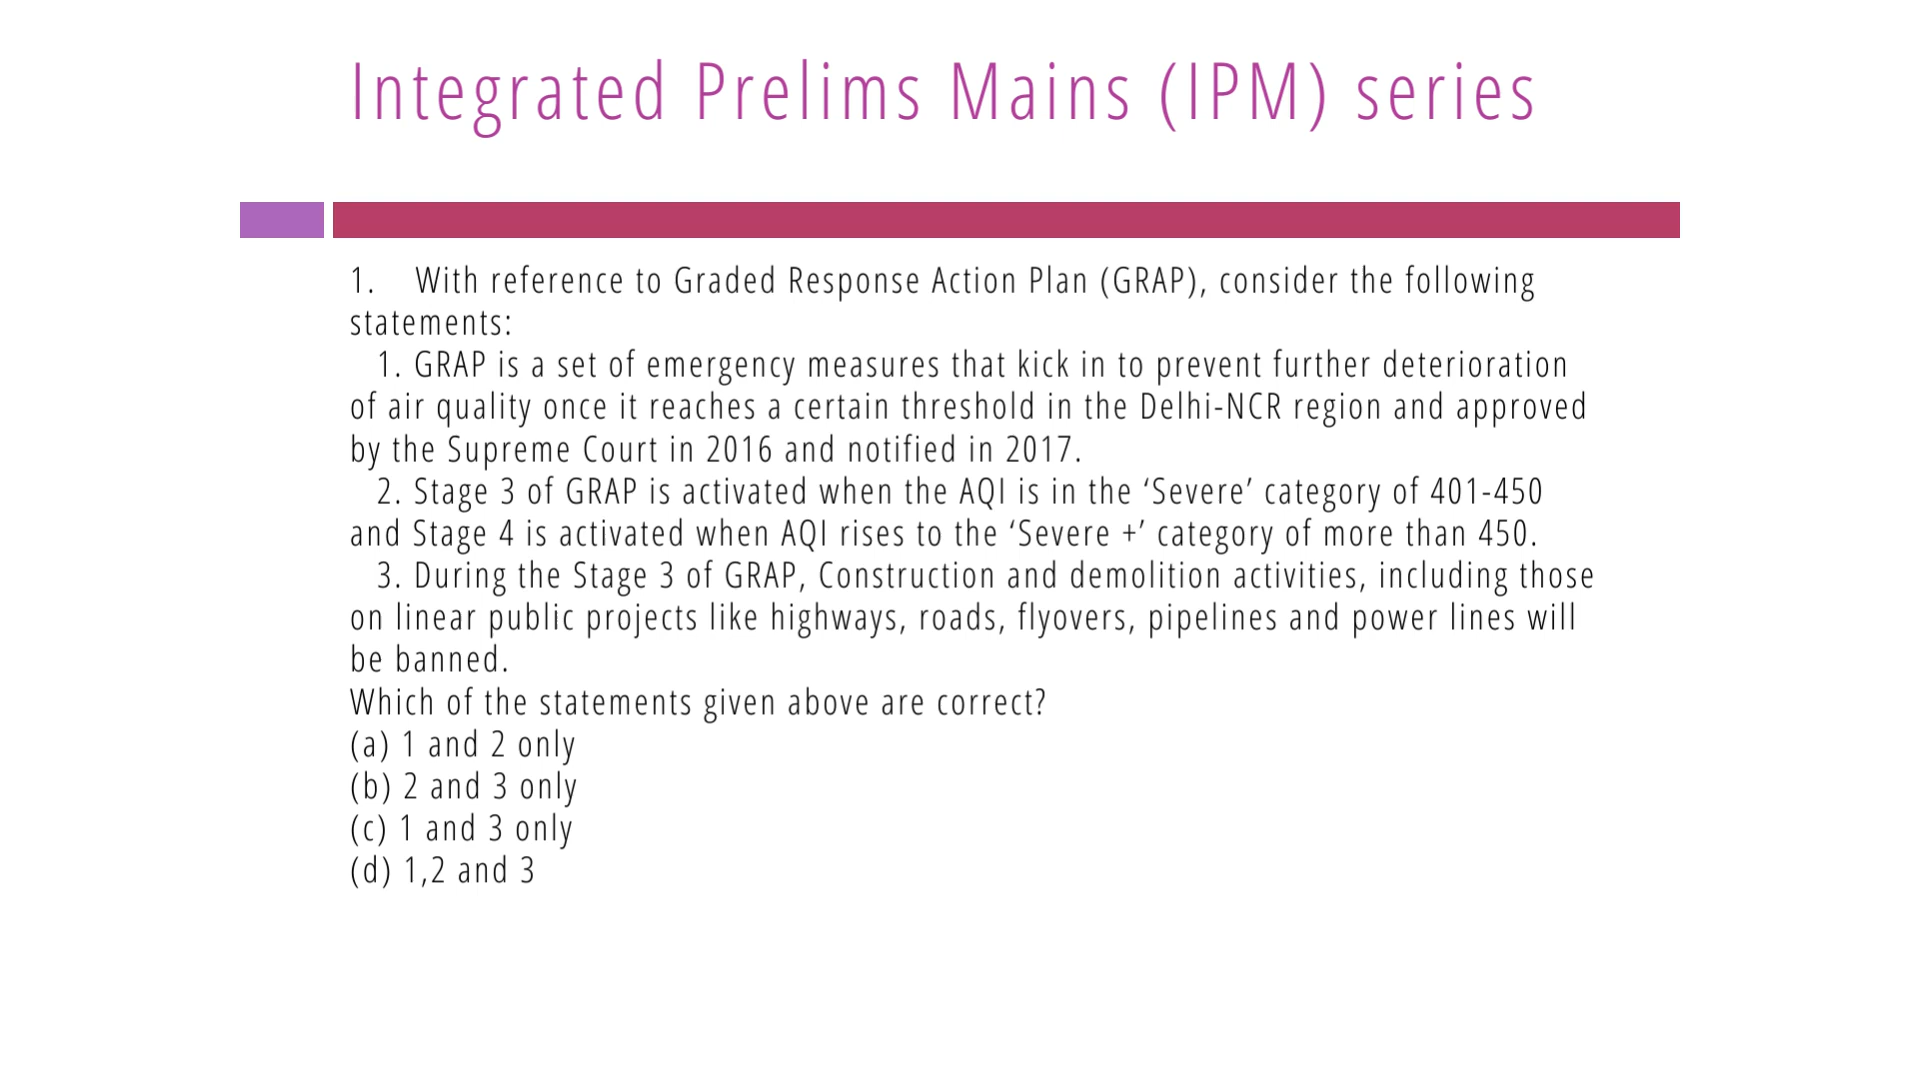 Integrated Prelims Mains (IPM) series
1. With reference to Graded Response Action Plan (GRAP), consider the following
statements:
1. GRAP is a set of emergency measures that kick in to prevent further deterioration
of air quality once it reaches a certain threshold in the Delhi-NCR region and approved
by the Supreme Court in 2016 and notified in 2017.
2. Stage 3 of GRAP is activated when the AQI is in the ‘Severe’ category of 401-450
and Stage 4 is activated when AQI rises to the ‘Severe +’ category of more than 450.
3. During the Stage 3 of GRAP, Construction and demolition activities, including those
on linear public projects like highways, roads, flyovers, pipelines and power lines will
be banned.
Which of the statements given above are correct?
(a) 1 and 2 only
(b) 2 and 3 only
(c) 1 and 3 only
(d) 1,2 and 3